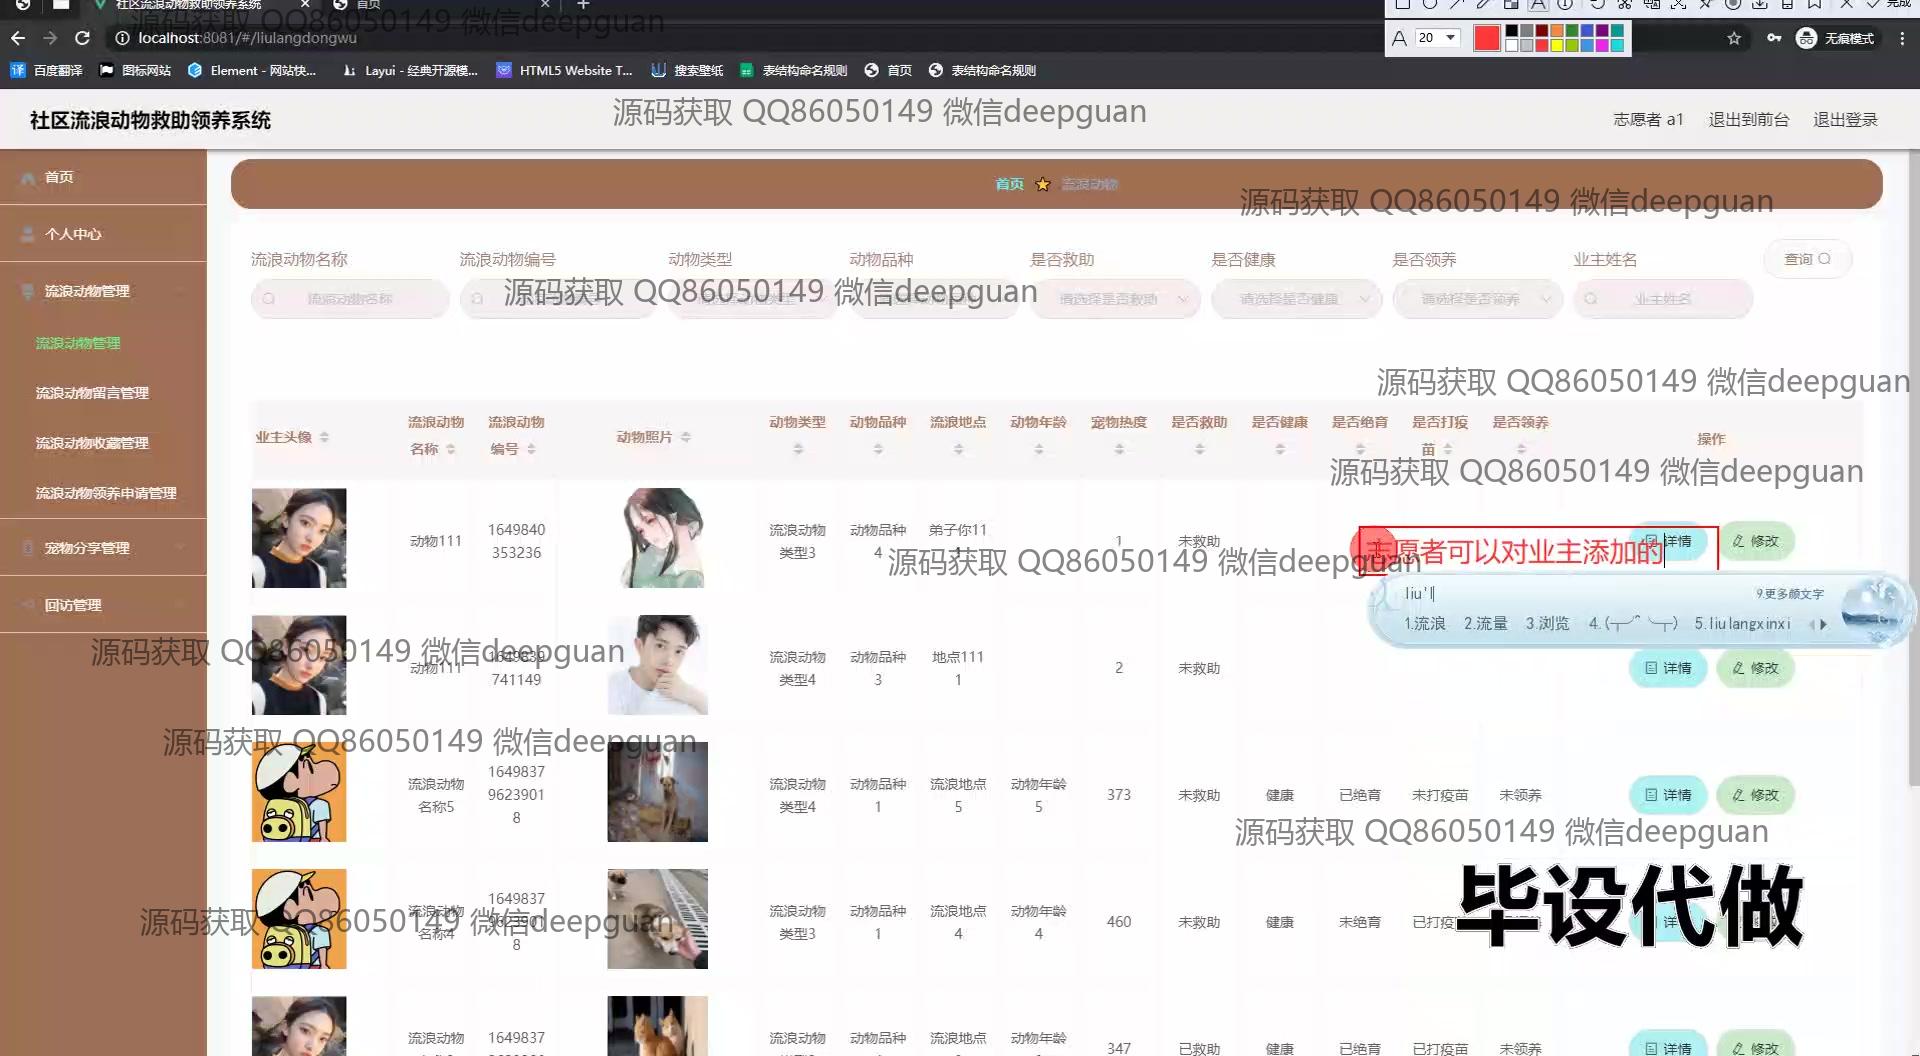 社区流浪动物救助领养系统
首页
完成
localhost:8081/#/liulangdongwu
A 20
无痕模式
百度翻译 图标网站 Element - 网站快... Layui - 经典开源模... HTML5 Website T... 搜索壁纸 表结构命名规则 首页 表结构命名规则
社区流浪动物救助领养系统
志愿者 a1 退出到前台 退出登录
源码获取 QQ86050149 微信deepguan
首页
个人中心
流浪动物管理
流浪动物管理
流浪动物留言管理
流浪动物收藏管理
流浪动物领养申请管理
宠物分享管理
回访管理
首页 流浪动物
源码获取 QQ86050149 微信deepguan
流浪动物名称 流浪动物编号 动物类型 动物品种 是否救助 是否健康 是否领养 业主姓名 查询
流浪动物名称 请选择是否救助 请选择是否健康 请选择是否领养 业主姓名
源码获取 QQ86050149 微信deepguan
源码获取 QQ86050149 微信deepguan
业主头像 流浪动物名称 流浪动物编号 动物照片 动物类型 动物品种 流浪地点 动物年龄 宠物热度 是否救助 是否健康 是否绝育 是否打疫苗 是否领养 操作
源码获取 QQ86050149 微信deepguan
动物111 1649840353236 流浪动物类型3 动物品种4 弟子你11 1 未救助 详情 修改
志愿者可以对业主添加的
源码获取 QQ86050149 微信deepguan
liu'l
9.更多颜文字
1.流浪 2.流量 3.浏览 5.liulangxinxi
源码获取 QQ86050149 微信deepguan
动物111 1649839741149 流浪动物类型4 动物品种3 地点1111 2 未救助 详情 修改
源码获取 QQ86050149 微信deepguan
流浪动物名称5 164983796239018 流浪动物类型4 动物品种1 流浪地点5 动物年龄5 373 未救助 健康 已绝育 未打疫苗 未领养 详情 修改
源码获取 QQ86050149 微信deepguan
毕设代做
流浪动物名称4 1649837 8 流浪动物类型3 动物品种1 流浪地点4 动物年龄4 460 未救助 健康 未绝育 已打疫 详情
源码获取 QQ86050149 微信deepguan
流浪动物 1649837 流浪动物 动物品种 流浪地点 动物年龄 347 已救助 健康 已绝育 已打疫苗 未领养 详情 修改